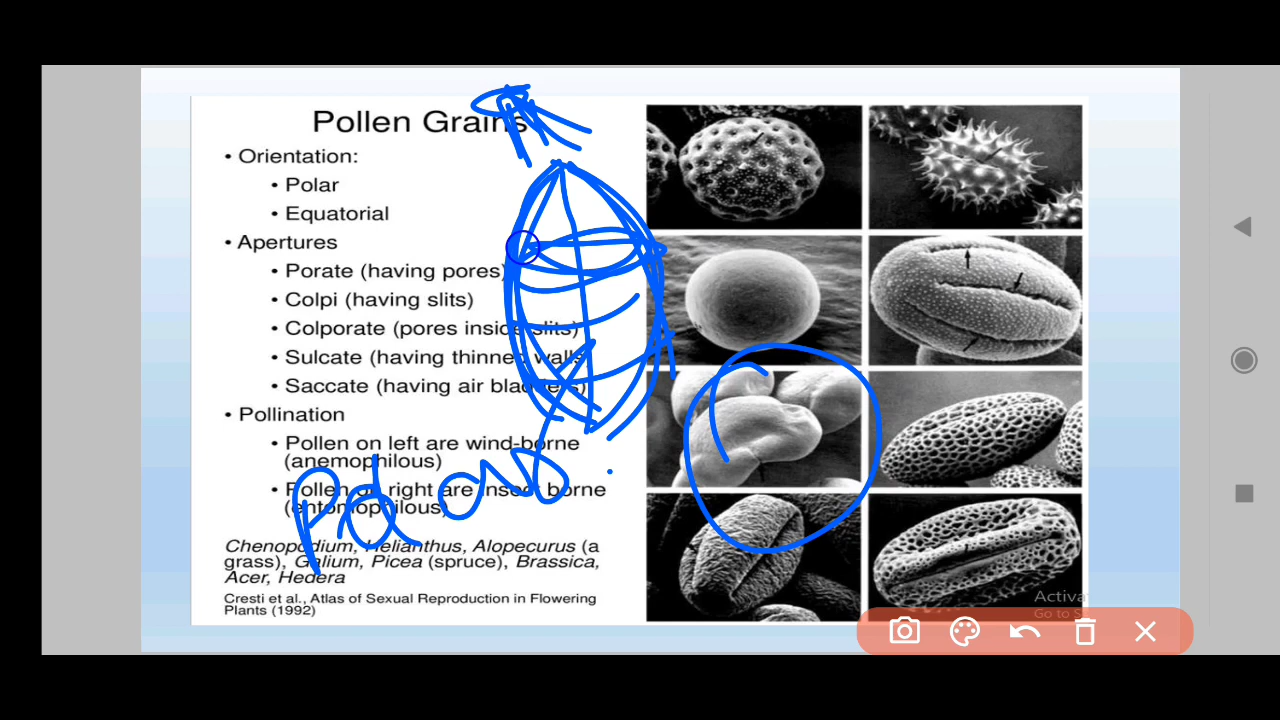 Pollen Grains
• Orientation:
• Polar
• Equatorial
• Apertures
• Porate (having pores)
• Colpi (having slits)
• Colporate (pores inside slits)
• Sulcate (having thinned walls
• Saccate (having air bladders)
• Pollination
• Pollen on left are wind-borne
(anemophilous)
• Pollen on right are insect borne
(entomophilous)
Chenopodium, Helianthus, Alopecurus (a
grass), Galium, Picea (spruce), Brassica,
Acer, Hedera
Cresti et al., Atlas of Sexual Reproduction in Flowering
Plants (1992)
Activa
Go to S